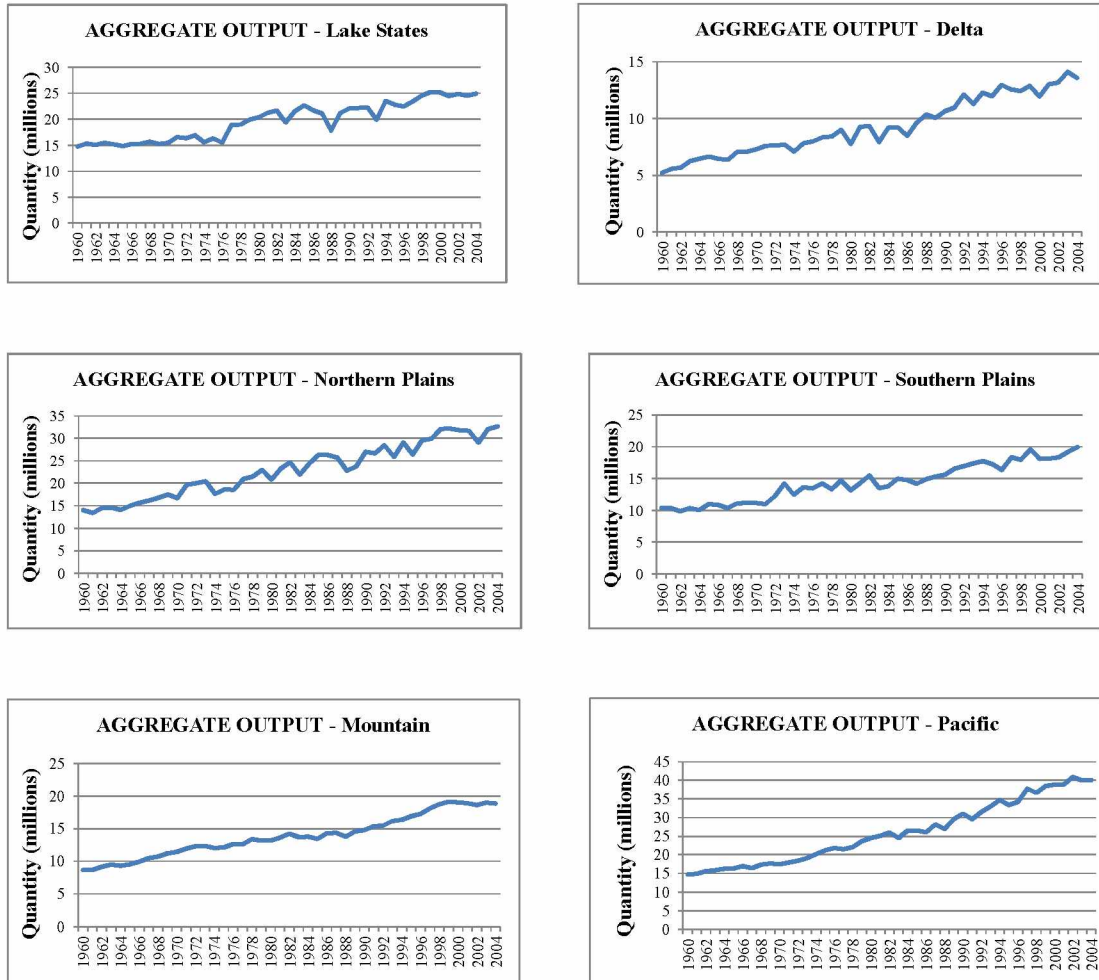 AGGREGATE OUTPUT - Lake States
Quantity (millions)
30
25
20
15
10
5
0
1960 1962 1964 1966 1968 1970 1972 1974 1976 1978 1980 1982 1984 1986 1988 1990 1992 1994 1996 1998 2000 2002 2004
AGGREGATE OUTPUT - Delta
Quantity (millions)
15
10
5
0
1960 1962 1964 1966 1968 1970 1972 1974 1976 1978 1980 1982 1984 1986 1988 1990 1992 1994 1996 1998 2000 2002 2004
AGGREGATE OUTPUT - Northern Plains
Quantity (millions)
35
30
25
20
15
10
5
0
1960 1962 1964 1966 1968 1970 1972 1974 1976 1978 1980 1982 1984 1986 1988 1990 1992 1994 1996 1998 2000 2002 2004
AGGREGATE OUTPUT - Southern Plains
Quantity (millions)
25
20
15
10
5
0
1960 1962 1964 1966 1968 1970 1972 1974 1976 1978 1980 1982 1984 1986 1988 1990 1992 1994 1996 1998 2000 2002 2004
AGGREGATE OUTPUT - Mountain
Quantity (millions)
25
20
15
10
5
0
1960 1962 1964 1966 1968 1970 1972 1974 1976 1978 1980 1982 1984 1986 1988 1990 1992 1994 1996 1998 2000 2002 2004
AGGREGATE OUTPUT - Pacific
Quantity (millions)
45
40
35
30
25
20
15
10
5
0
1960 1962 1964 1966 1968 1970 1972 1974 1976 1978 1980 1982 1984 1986 1988 1990 1992 1994 1996 1998 2000 2002 2004